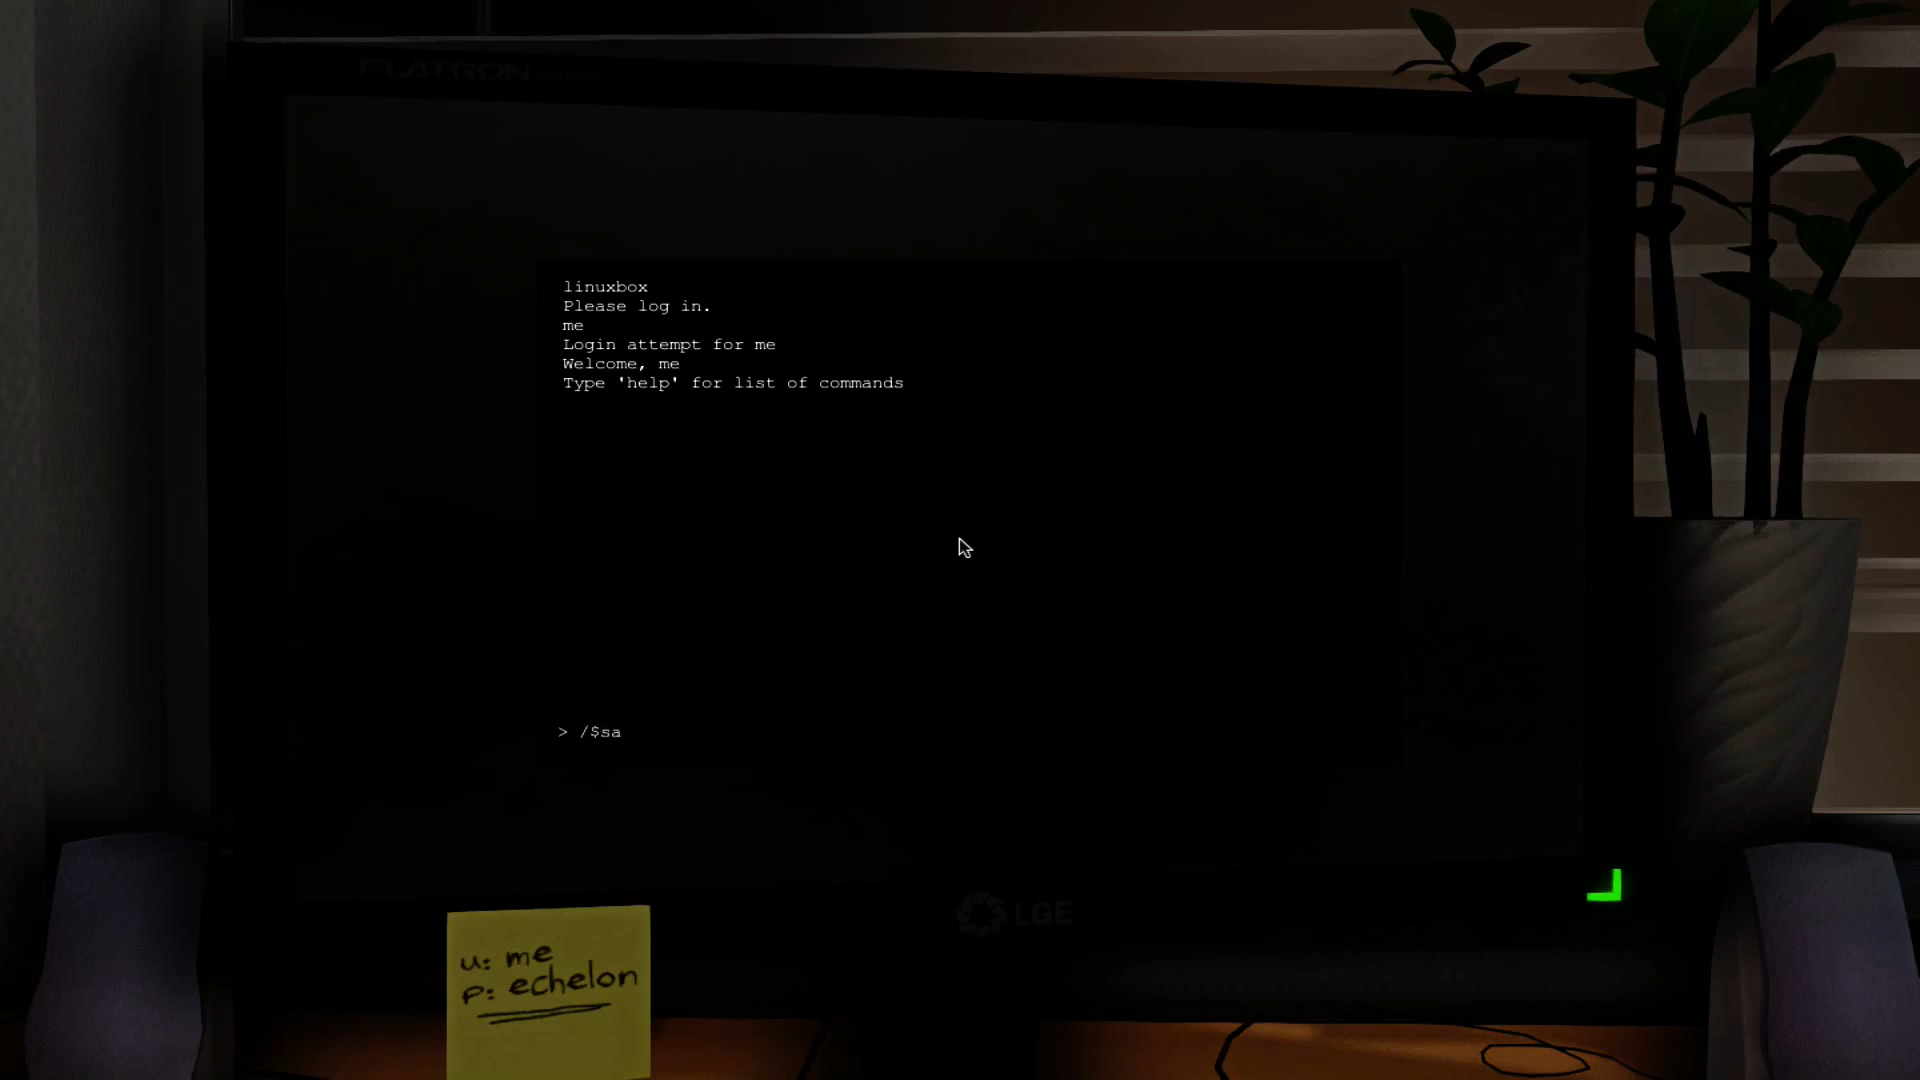 FLATRON
linuxbox
Please log in.
me
Login attempt for me
Welcome, me
Type 'help' for list of commands
> /$sa
LGE
u: me
p: echelon